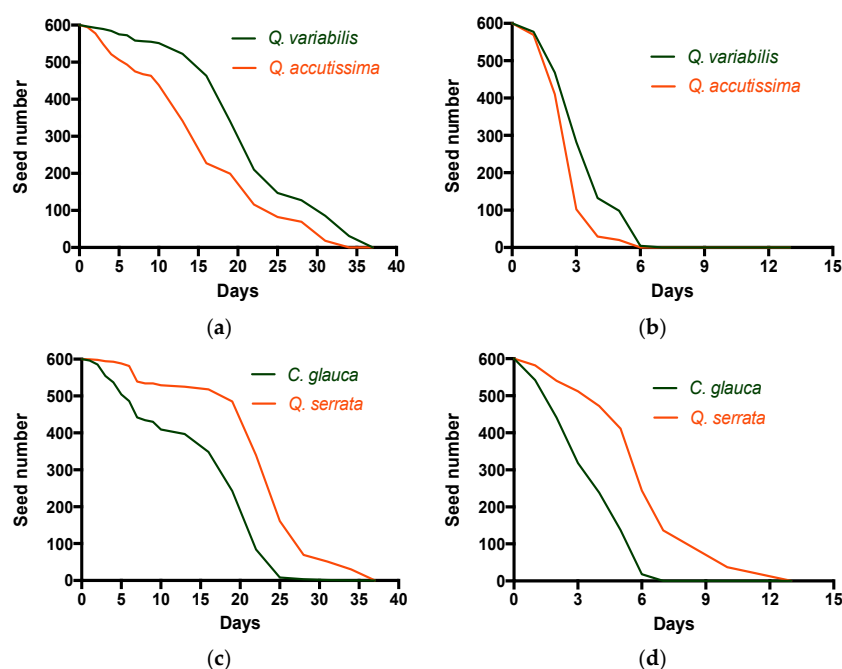 Q. variabilis
Q. accutissima
Seed number
600
500
400
300
200
100
0
0 5 10 15 20 25 30 35 40
Days
(a)
Q. variabilis
Q. accutissima
Seed number
600
500
400
300
200
100
0
0 3 6 9 12 15
Days
(b)
C. glauca
Q. serrata
Seed number
600
500
400
300
200
100
0
0 5 10 15 20 25 30 35 40
Days
(c)
C. glauca
Q. serrata
Seed number
600
500
400
300
200
100
0
0 3 6 9 12 15
Days
(d)